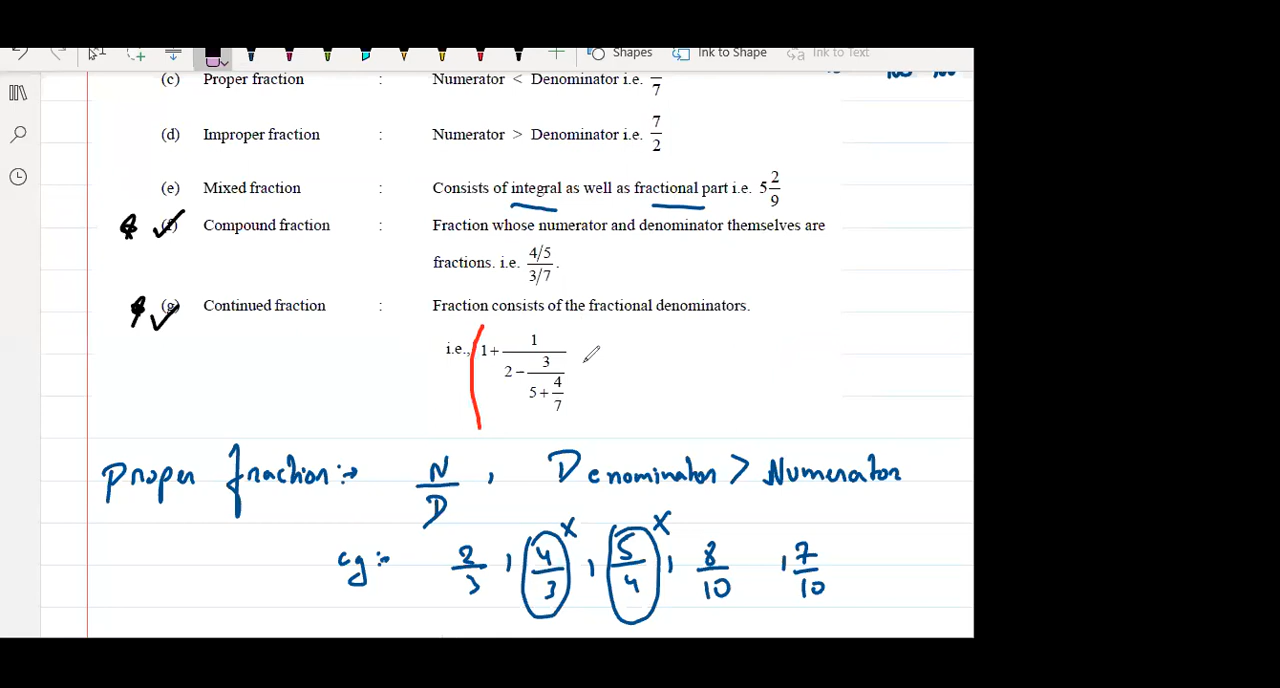 Shapes Ink to Shape Ink to Text
(c) Proper fraction : Numerator < Denominator i.e. —/7
(d) Improper fraction : Numerator > Denominator i.e. 7/2
(e) Mixed fraction : Consists of integral as well as fractional part i.e. 5 2/9
(f) Compound fraction : Fraction whose numerator and denominator themselves are
fractions. i.e. (4/5)/(3/7).
(g) Continued fraction : Fraction consists of the fractional denominators.
i.e., 1+1/(2−3/(5+4/7))
Proper fraction :→ N/D , Denominator > Numerator
eg :→ 2/3 , 4/3 x , 5/4 x , 8/10 , 7/10